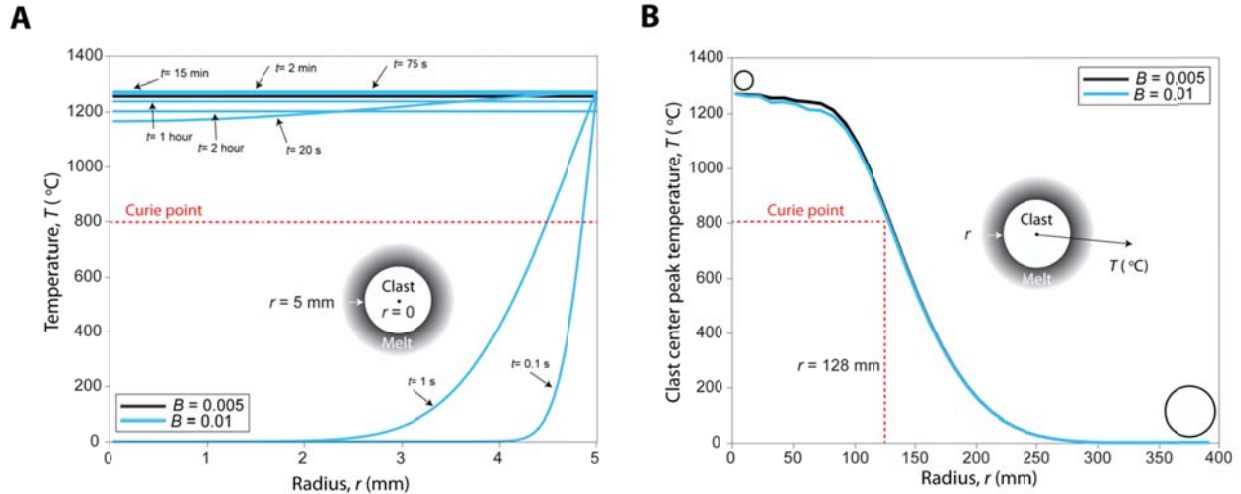 A
1400
1200
1000
800
600
400
200
0
Temperature, T (°C)
t= 15 min
t= 2 min
t= 75 s
t= 1 hour
t= 2 hour
t= 20 s
Curie point
Clast
r = 5 mm
r = 0
Melt
t= 1 s
t= 0.1 s
B = 0.005
B = 0.01
0 1 2 3 4 5
Radius, r (mm)
B
1400
1200
1000
800
600
400
200
0
Clast center peak temperature, T (°C)
B = 0.005
B = 0.01
Curie point
Clast
r
T (°C)
Melt
r = 128 mm
0 50 100 150 200 250 300 350 400
Radius, r (mm)